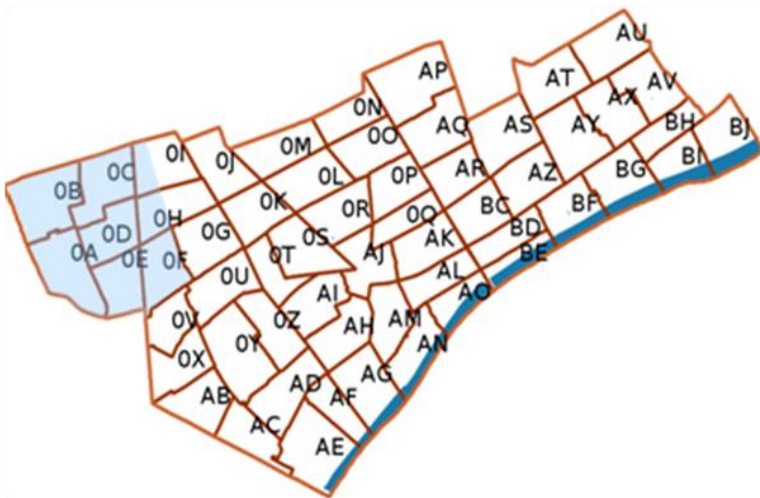 AU
AP
AT
AV
AX
0N
0O
AQ
AS
AY
BH
BJ
0M
0I
0J
0C
0B
0L
0P
AR
AZ
BG
BI
0K
0R
0Q
BC
BF
0H
0D
0G
0S
AK
BD
0A
0E
0F
0T
AJ
BE
0U
AL
AO
AI
0V
0Z
AH
AM
0Y
AN
0X
AG
AD
AB
AF
AC
AE